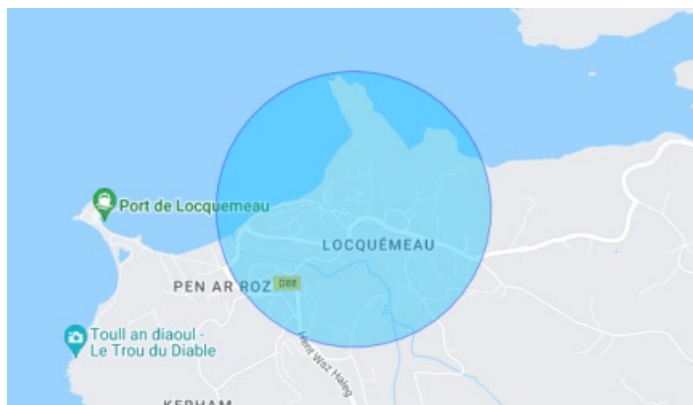 Port de Locquemeau
LOCQUÉMEAU
PEN AR ROZ
D88
Toull an diaoul -
Le Trou du Diable
Hent Waz Haleg
KERHAM